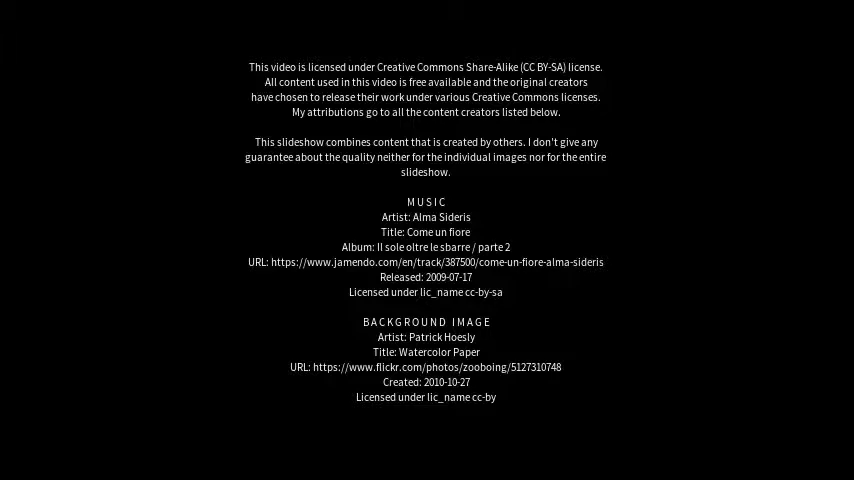 This video is licensed under Creative Commons Share-Alike (CC BY-SA) license.
All content used in this video is free available and the original creators
have chosen to release their work under various Creative Commons licenses.
My attributions go to all the content creators listed below.
This slideshow combines content that is created by others. I don't give any
guarantee about the quality neither for the individual images nor for the entire
slideshow.
MUSIC
Artist: Alma Sideris
Title: Come un fiore
Album: Il sole oltre le sbarre / parte 2
URL: https://www.jamendo.com/en/track/387500/come-un-fiore-alma-sideris
Released: 2009-07-17
Licensed under lic_name cc-by-sa
BACKGROUND IMAGE
Artist: Patrick Hoesly
Title: Watercolor Paper
URL: https://www.flickr.com/photos/zooboing/5127310748
Created: 2010-10-27
Licensed under lic_name cc-by